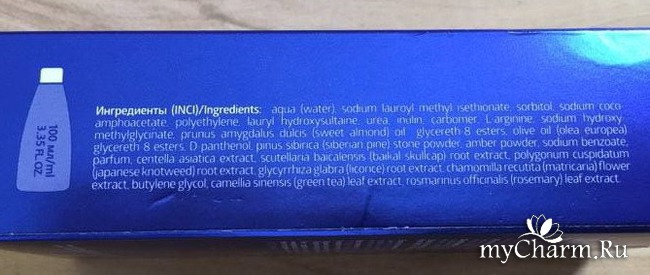 Ингредиенты (INCI)/Ingredients: aqua (water), sodium lauroyl methyl isethionate, sorbitol, sodium coco
amphoacetate, polyethylene, lauryl hydroxysultaine, urea, inulin, carbomer, L-arginine, sodium hydroxy-
methylglycinate, prunus amygdalus dulcis (sweet almond) oil glycereth-8 esters, olive oil (olea europea)
glycereth-8 esters, D-panthenol, pinus sibirica (siberian pine) stone powder, amber powder, sodium benzoate,
parfum, centella asiatica extract, scutellaria baicalensis (baikal skullcap) root extract, polygonum cuspidatum
(japanese knotweed) root extract, glycyrrhiza glabra (licorice) root extract, chamomilla recutita (matricaria) flower
extract, butylene glycol, camellia sinensis (green tea) leaf extract, rosmarinus officinalis (rosemary) leaf extract.
100 мл/ml
3.35 FL.OZ
myCharm.Ru